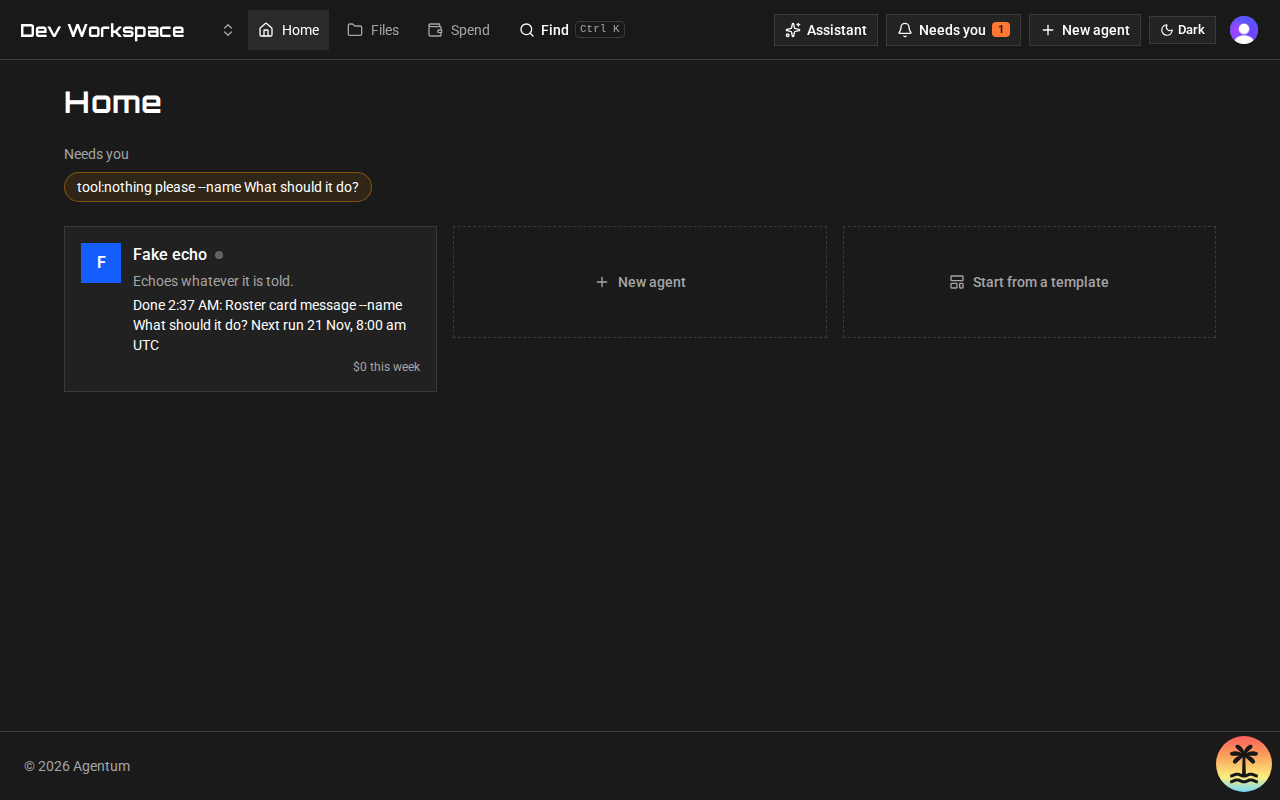 Dev Workspace
Home
Files
Spend
Find
Ctrl K
Assistant
Needs you 1
New agent
Dark
Home
Needs you
tool:nothing please --name What should it do?
F
Fake echo
Echoes whatever it is told.
Done 2:37 AM: Roster card message --name
What should it do? Next run 21 Nov, 8:00 am
UTC
$0 this week
New agent
Start from a template
© 2026 Agentum